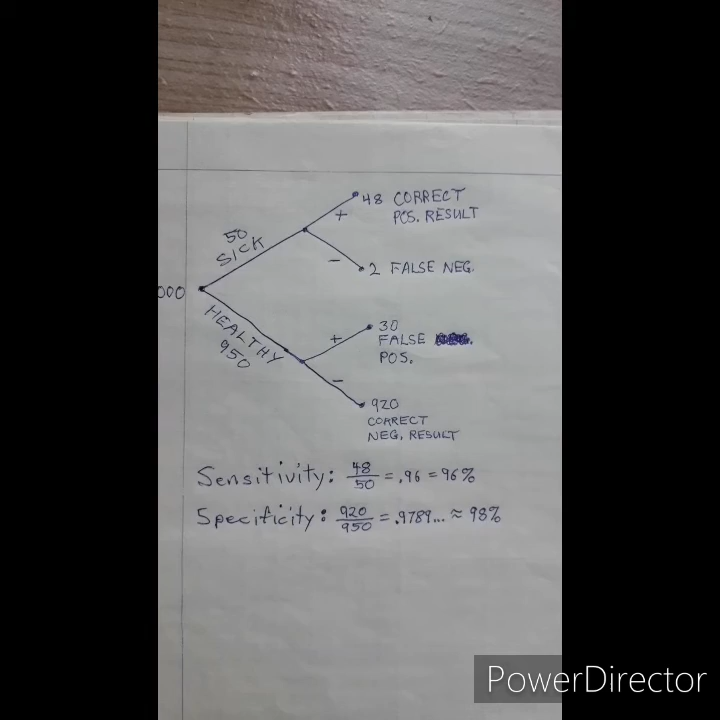 48 CORRECT
POS. RESULT
50
SICK
+
-
2 FALSE NEG.
000
HEALTHY
950
+
30
FALSE
POS.
-
920
CORRECT
NEG. RESULT
Sensitivity: 48/50 = .96 = 96%
Specificity: 920/950 = .9789... ≈ 98%
PowerDirector